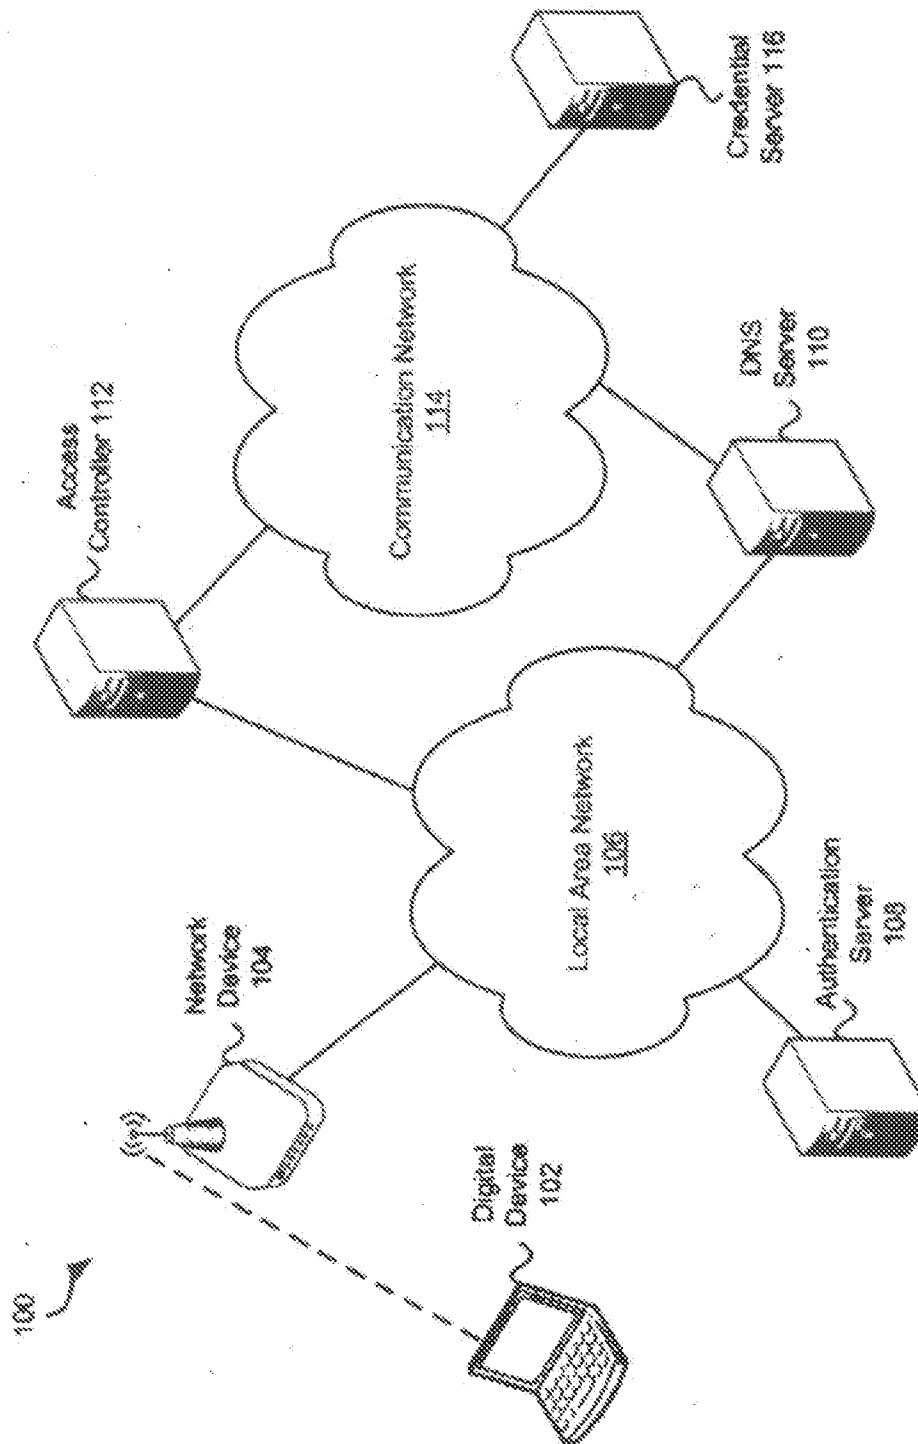 100
Digital
Device
102
Network
Device
104
Access
Controller 112
Local Area Network
106
Authentication
Server
108
Communication Network
114
DNS
Server
110
Credential
Server 116